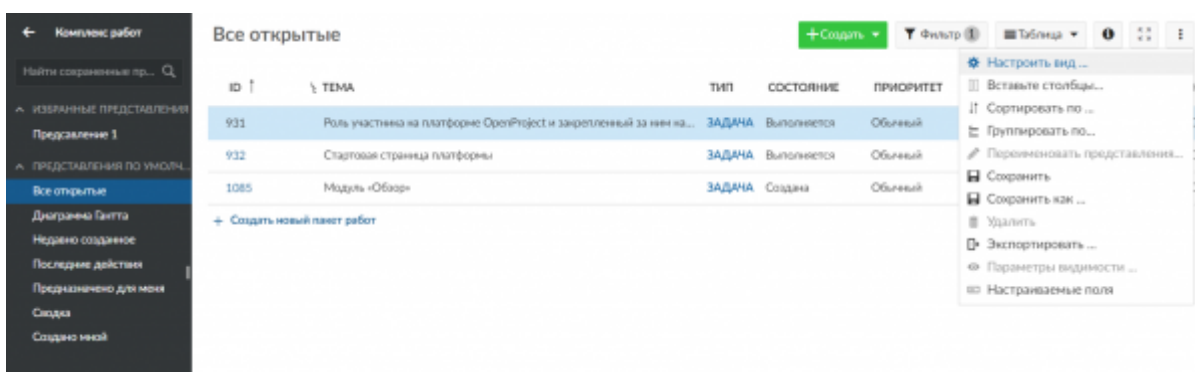 Комплекс работ
Все открытые
+ Создать
Фильтр 1
Таблица
Найти сохраненные пр...
ИЗБРАННЫЕ ПРЕДСТАВЛЕНИЯ
Предсавление 1
ПРЕДСТАВЛЕНИЯ ПО УМОЛЧ...
Все открытые
Диаграмма Гантта
Недавно созданное
Последние действия
Предназначено для меня
Сводка
Создано мной
ID ТЕМА ТИП СОСТОЯНИЕ ПРИОРИТЕТ
931 Роль участника на платформе OpenProject и закрепленный за ним на... ЗАДАЧА Выполняется Обычный
932 Стартовая страница платформы ЗАДАЧА Выполняется Обычный
1085 Модуль «Обзор» ЗАДАЧА Создана Обычный
+ Создать новый пакет работ
Настроить вид ...
Вставьте столбцы...
Сортировать по ...
Группировать по...
Переименовать представления...
Сохранить
Сохранить как ...
Удалить
Экспортировать ...
Параметры видимости ...
Настраиваемые поля